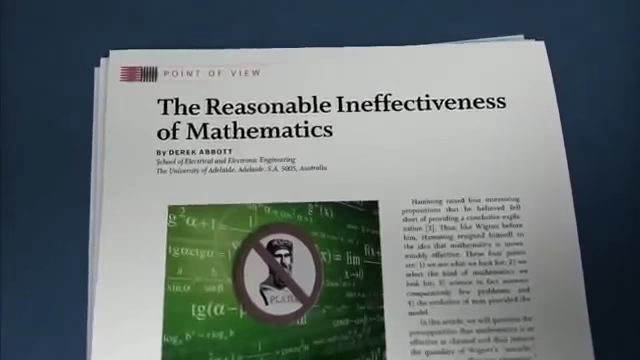 POINT OF VIEW
The Reasonable Ineffectiveness
of Mathematics
By DEREK ABBOTT
School of Electrical and Electronic Engineering
The University of Adelaide, Adelaide, S.A. 5005, Australia
PLATO
Hamming raised four interesting
propositions that he believed fell
short of providing a conclusive expla-
nation [1]. Thus, like Wigner before
him, Hamming resigned himself to
the idea that mathematics is unrea-
sonably effective. These four points
are: 1) we see what we look for; 2) we
select the kind of mathematics we
look for; 3) science in fact answers
comparatively few problems; and
4) the evolution of man provided the
model.
In this article, we will question the
presupposition that mathematics is as
effective as claimed and thus remove
the quandary of Wigner's